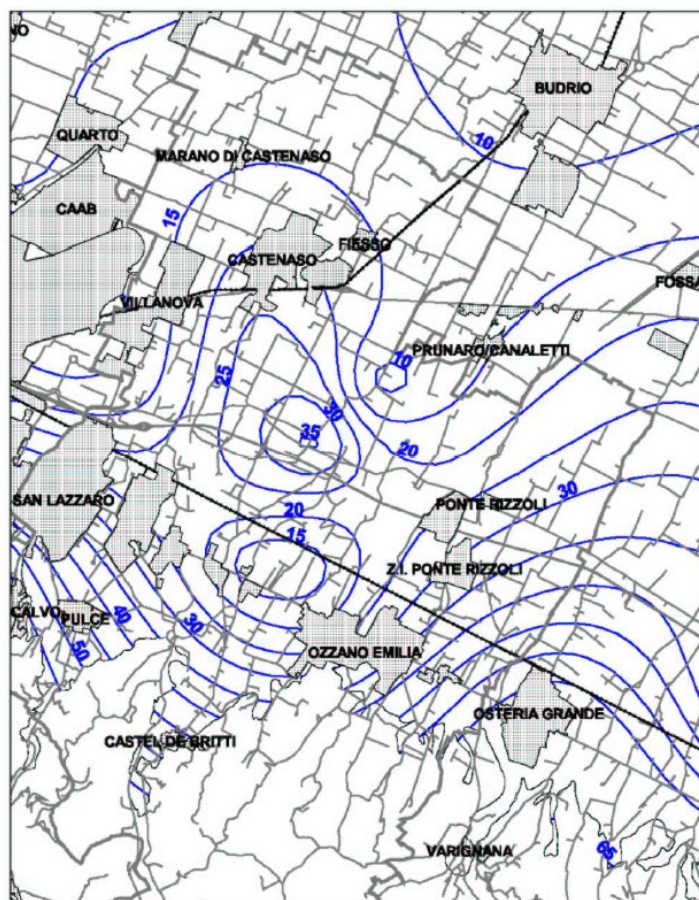 NO
BUDRIO
QUARTO
10
MARANO DI CASTENASO
CAAB
15
FIESSO
CASTENASO
FOSSA
VILLANOVA
PRUNARO/CANALETTI
10
25
30
35
20
SAN LAZZARO
30
PONTE RIZZOLI
20
15
Z.I. PONTE RIZZOLI
CALVO
PULCE
40
30
50
OZZANO EMILIA
OSTERIA GRANDE
CASTEL DE BRITTI
VARIGNANA
65